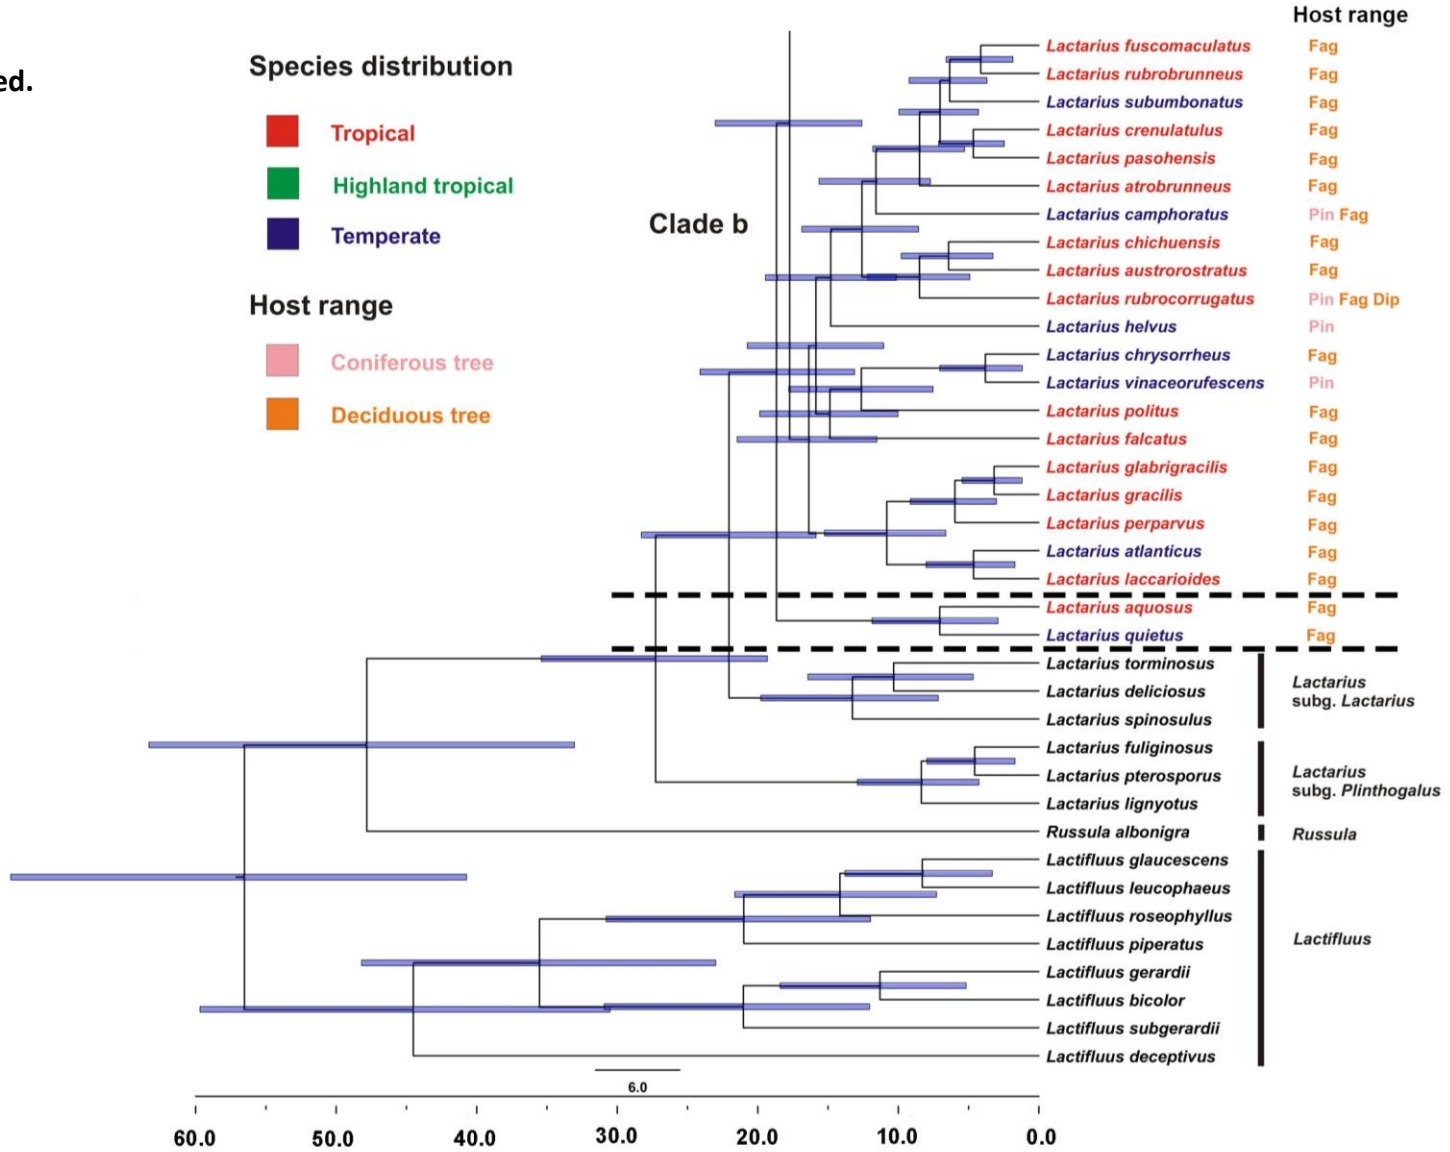 ed.
Species distribution
Tropical
Highland tropical
Temperate
Host range
Coniferous tree
Deciduous tree
Clade b
Host range
Lactarius fuscomaculatus Fag
Lactarius rubrobrunneus Fag
Lactarius subumbonatus Fag
Lactarius crenulatulus Fag
Lactarius pasohensis Fag
Lactarius atrobrunneus Fag
Lactarius camphoratus Pin Fag
Lactarius chichuensis Fag
Lactarius austrorostratus Fag
Lactarius rubrocorrugatus Pin Fag Dip
Lactarius helvus Pin
Lactarius chrysorrheus Fag
Lactarius vinaceorufescens Pin
Lactarius politus Fag
Lactarius falcatus Fag
Lactarius glabrigracilis Fag
Lactarius gracilis Fag
Lactarius perparvus Fag
Lactarius atlanticus Fag
Lactarius laccarioides Fag
Lactarius aquosus Fag
Lactarius quietus Fag
Lactarius torminosus
Lactarius deliciosus
Lactarius spinosulus
Lactarius
subg. Lactarius
Lactarius fuliginosus
Lactarius pterosporus
Lactarius lignyotus
Lactarius
subg. Plinthogalus
Russula albonigra Russula
Lactifluus glaucescens
Lactifluus leucophaeus
Lactifluus roseophyllus
Lactifluus piperatus
Lactifluus gerardii
Lactifluus bicolor
Lactifluus subgerardii
Lactifluus deceptivus
Lactifluus
6.0
60.0 50.0 40.0 30.0 20.0 10.0 0.0